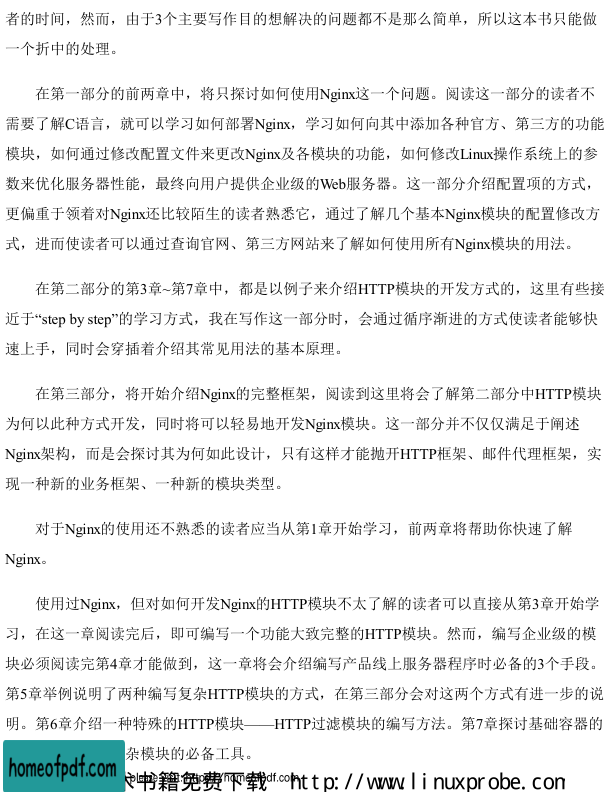 者的时间，然而，由于3个主要写作目的想解决的问题都不是那么简单，所以这本书只能做
一个折中的处理。
在第一部分的前两章中，将只探讨如何使用Nginx这一个问题。阅读这一部分的读者不
需要了解C语言，就可以学习如何部署Nginx，学习如何向其中添加各种官方、第三方的功能
模块，如何通过修改配置文件来更改Nginx及各模块的功能，如何修改Linux操作系统上的参
数来优化服务器性能，最终向用户提供企业级的Web服务器。这一部分介绍配置项的方式，
更偏重于领着对Nginx还比较陌生的读者熟悉它，通过了解几个基本Nginx模块的配置修改方
式，进而使读者可以通过查询官网、第三方网站来了解如何使用所有Nginx模块的用法。
在第二部分的第3章~第7章中，都是以例子来介绍HTTP模块的开发方式的，这里有些接
近于“step by step”的学习方式，我在写作这一部分时，会通过循序渐进的方式使读者能够快
速上手，同时会穿插着介绍其常见用法的基本原理。
在第三部分，将开始介绍Nginx的完整框架，阅读到这里将会了解第二部分中HTTP模块
为何以此种方式开发，同时将可以轻易地开发Nginx模块。这一部分并不仅仅满足于阐述
Nginx架构，而是会探讨其为何如此设计，只有这样才能抛开HTTP框架、邮件代理框架，实
现一种新的业务框架、一种新的模块类型。
对于Nginx的使用还不熟悉的读者应当从第1章开始学习，前两章将帮助你快速了解
Nginx。
使用过Nginx，但对如何开发Nginx的HTTP模块不太了解的读者可以直接从第3章开始学
习，在这一章阅读完后，即可编写一个功能大致完整的HTTP模块。然而，编写企业级的模
块必须阅读完第4章才能做到，这一章将会介绍编写产品线上服务器程序时必备的3个手段。
第5章举例说明了两种编写复杂HTTP模块的方式，在第三部分会对这两个方式有进一步的说
明。第6章介绍一种特殊的HTTP模块——HTTP过滤模块的编写方法。第7章探讨基础容器的
杂模块的必备工具。
homeofpdf.com
书籍免费下载 http://www.linuxprobe.com